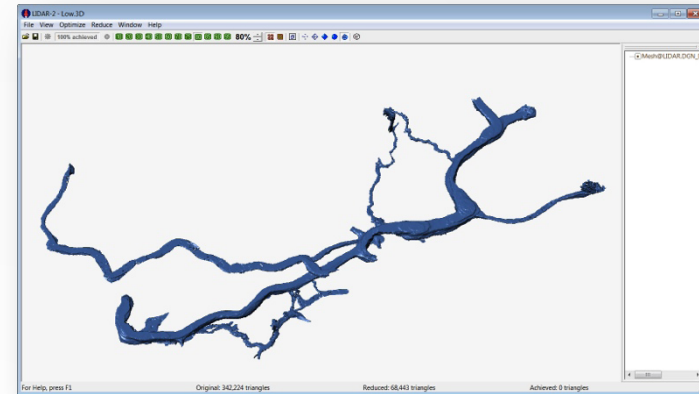 LIDAR-2 - Low.3D
File View Optimize Reduce Window Help
100% achieved
80%
Mesh@LIDAR.DGN_
For Help, press F1
Original: 342,224 triangles
Reduced: 68,443 triangles
Achieved: 0 triangles